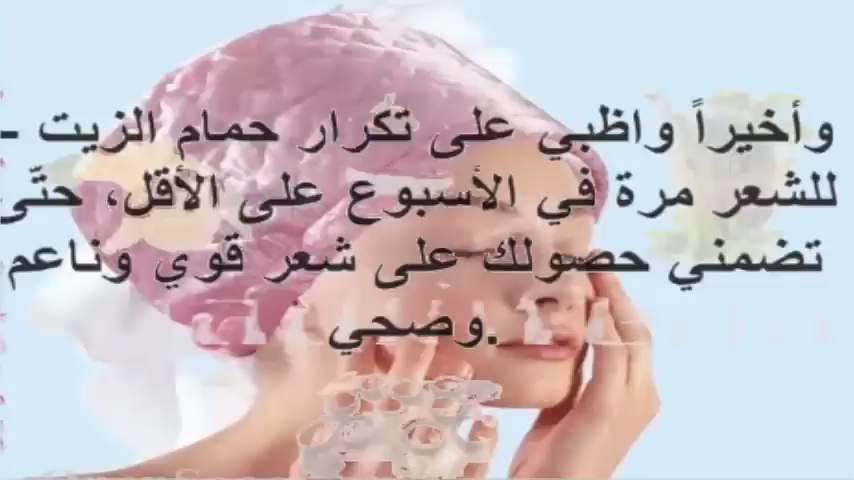 وأخيراً واظبي على تكرار حمام الزيت -
للشعر مرة في الأسبوع على الأقل، حتّى
تضمني حصولك على شعر قوي وناعم
وصحي.